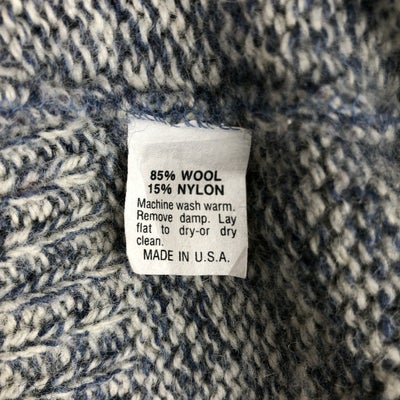 85% WOOL
15% NYLON
Machine wash warm.
Remove damp. Lay
flat to dry-or dry
clean.
MADE IN U.S.A.